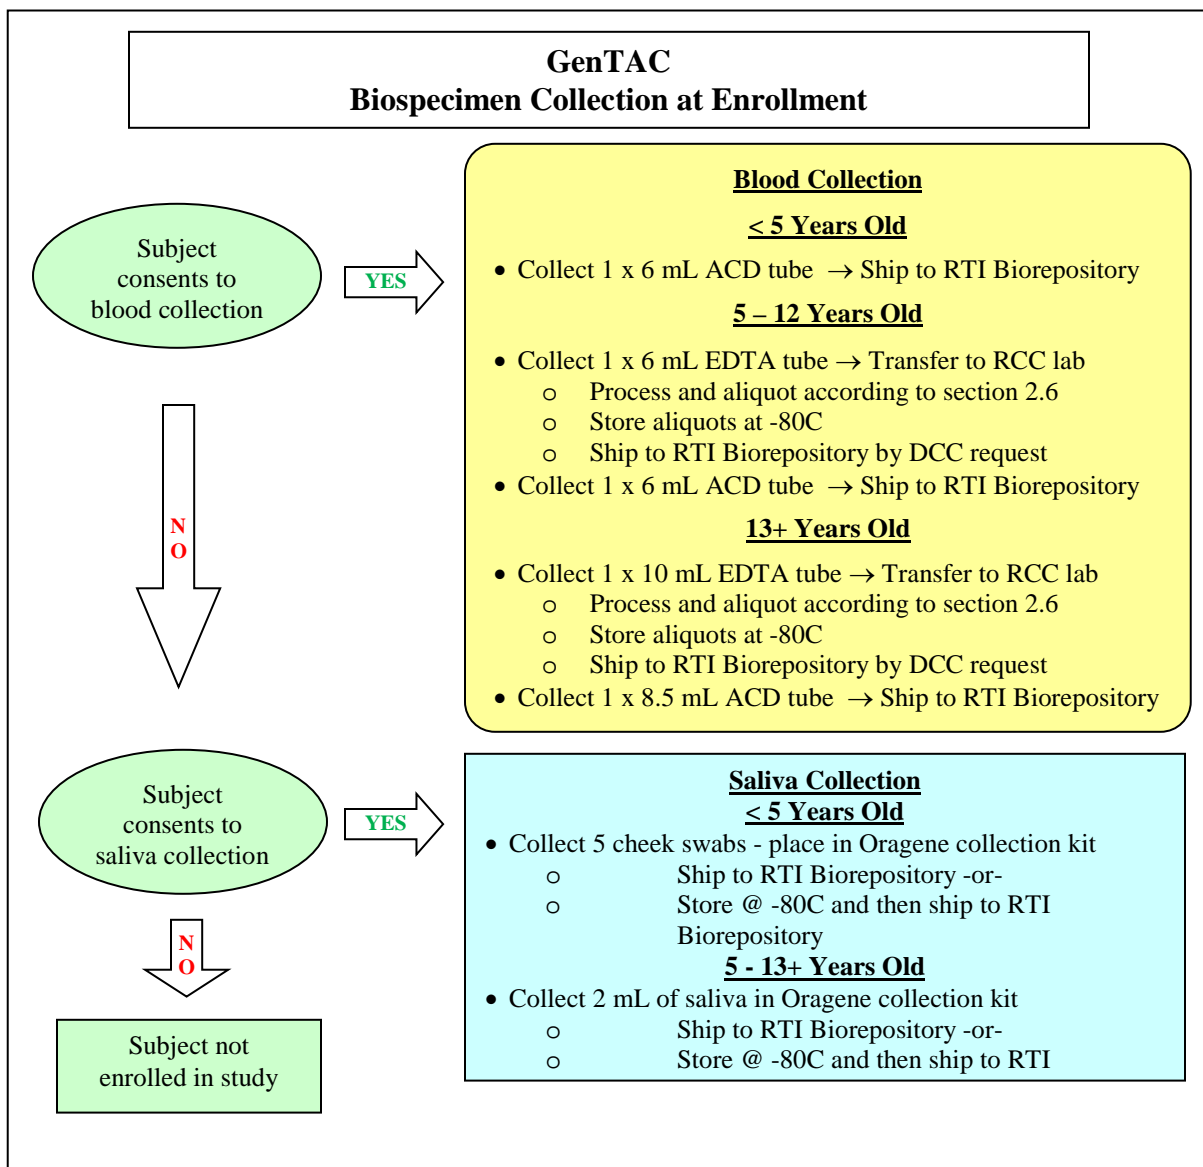 GenTAC
Biospecimen Collection at Enrollment
Subject
consents to
blood collection
YES
Blood Collection
< 5 Years Old
• Collect 1 x 6 mL ACD tube → Ship to RTI Biorepository
5 – 12 Years Old
• Collect 1 x 6 mL EDTA tube → Transfer to RCC lab
o Process and aliquot according to section 2.6
o Store aliquots at -80C
o Ship to RTI Biorepository by DCC request
• Collect 1 x 6 mL ACD tube → Ship to RTI Biorepository
13+ Years Old
• Collect 1 x 10 mL EDTA tube → Transfer to RCC lab
o Process and aliquot according to section 2.6
o Store aliquots at -80C
o Ship to RTI Biorepository by DCC request
• Collect 1 x 8.5 mL ACD tube → Ship to RTI Biorepository
N
O
Subject
consents to
saliva collection
YES
Saliva Collection
< 5 Years Old
• Collect 5 cheek swabs - place in Oragene collection kit
o Ship to RTI Biorepository -or-
o Store @ -80C and then ship to RTI
Biorepository
5 - 13+ Years Old
• Collect 2 mL of saliva in Oragene collection kit
o Ship to RTI Biorepository -or-
o Store @ -80C and then ship to RTI
N
O
Subject not
enrolled in study